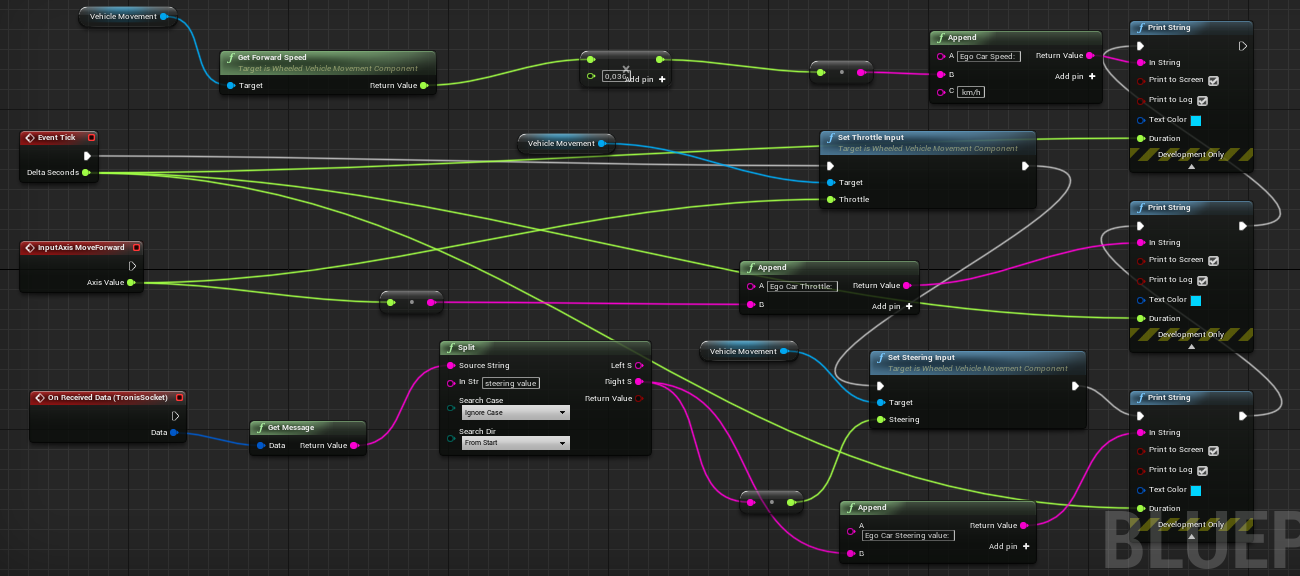 Vehicle Movement
Get Forward Speed
Target is Wheeled Vehicle Movement Component
Target
Return Value
0,036
Add pin
Append
A
Ego Car Speed:
Return Value
B
Add pin
C
km/h
Print String
In String
Print to Screen
Print to Log
Text Color
Duration
Development Only
Event Tick
Delta Seconds
Vehicle Movement
Set Throttle Input
Target is Wheeled Vehicle Movement Component
Target
Throttle
InputAxis MoveForward
Axis Value
Append
A
Ego Car Throttle:
Return Value
B
Add pin
Print String
In String
Print to Screen
Print to Log
Text Color
Duration
Development Only
On Received Data (TronisSocket)
Data
Get Message
Data
Return Value
Split
Source String
Left S
In Str
steering value
Right S
Search Case
Return Value
Ignore Case
Search Dir
From Start
Vehicle Movement
Set Steering Input
Target is Wheeled Vehicle Movement Component
Target
Steering
Append
A
Return Value
Ego Car Steering value:
Add pin
B
Print String
In String
Print to Screen
Print to Log
Text Color
Duration
Development Only
BLUEP